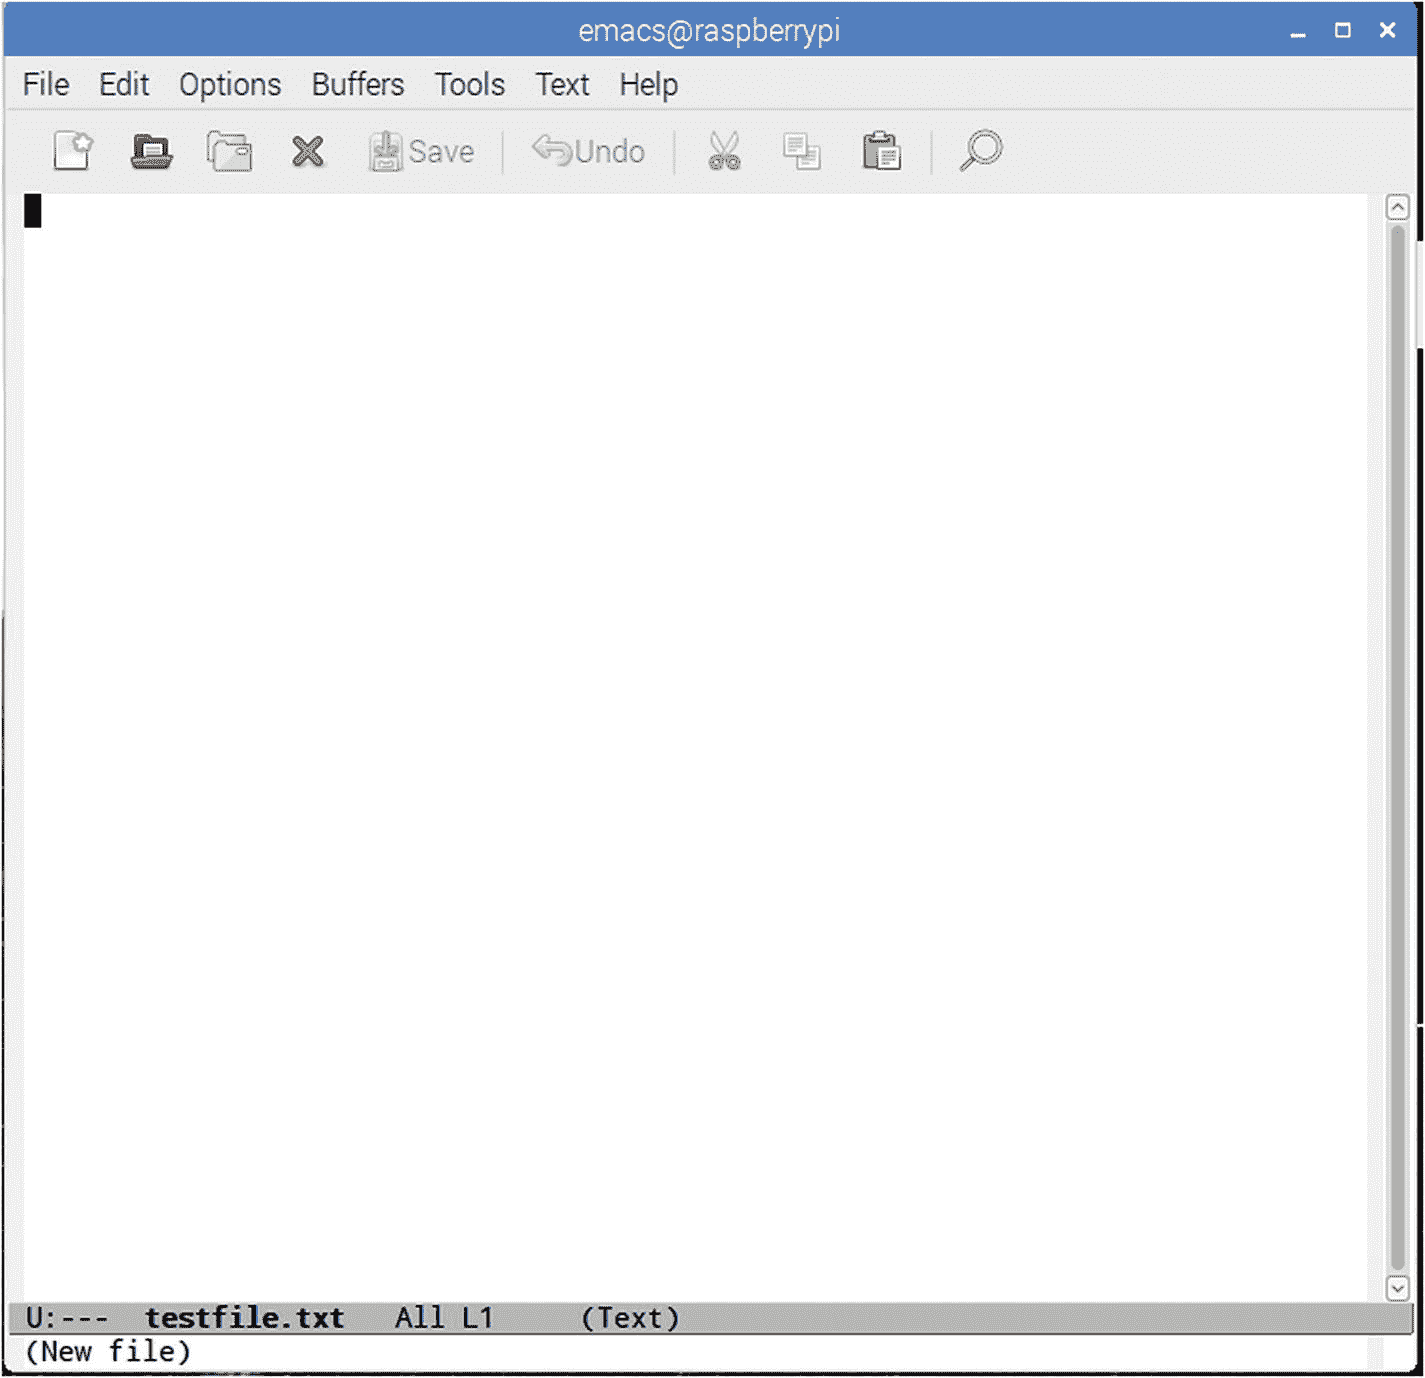 emacs@raspberrypi
File Edit Options Buffers Tools Text Help
Save Undo
U:--- testfile.txt All L1 (Text)
(New file)